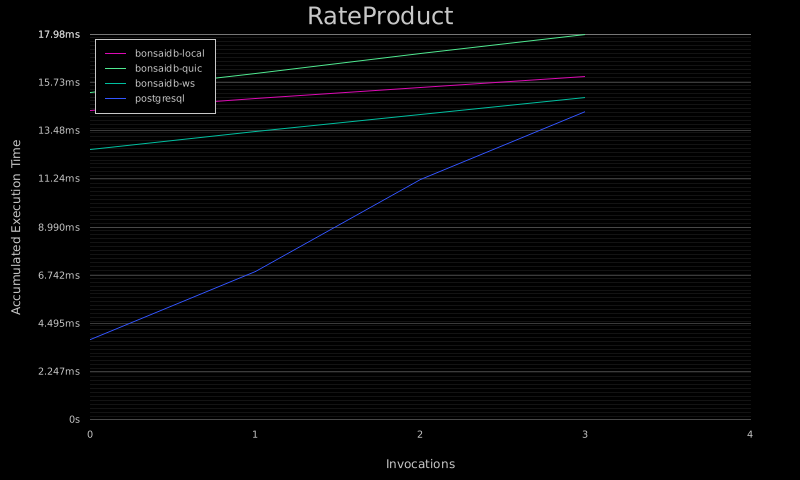 RateProduct
17.98ms
15.73ms
13.48ms
11.24ms
8.990ms
6.742ms
4.495ms
2.247ms
0s
Accumulated Execution Time
bonsaidb-local
bonsaidb-quic
bonsaidb-ws
postgresql
0 1 2 3 4
Invocations